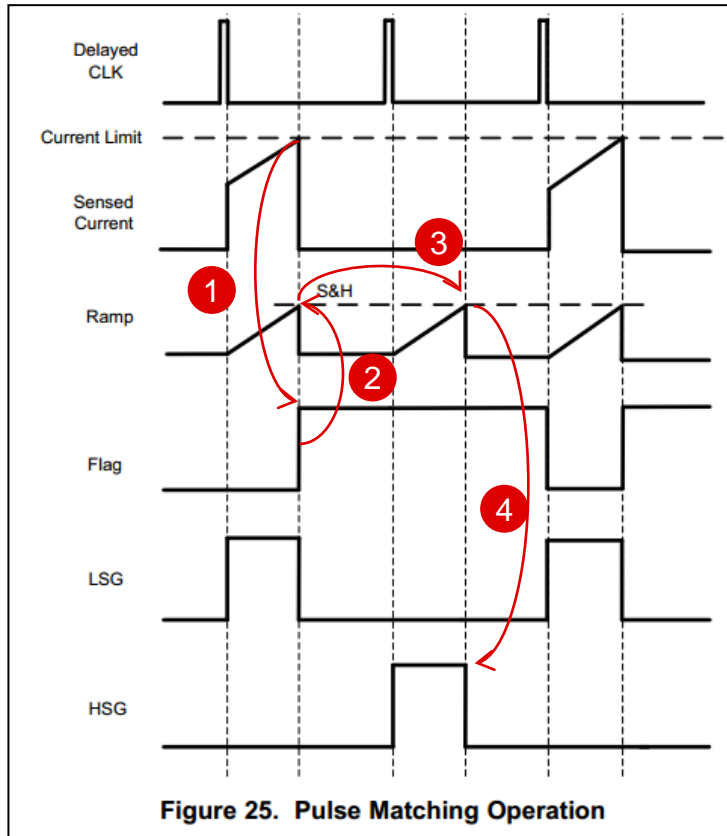 Delayed
CLK
Current Limit
Sensed
Current
3
1
S&H
Ramp
2
Flag
4
LSG
HSG
Figure 25. Pulse Matching Operation